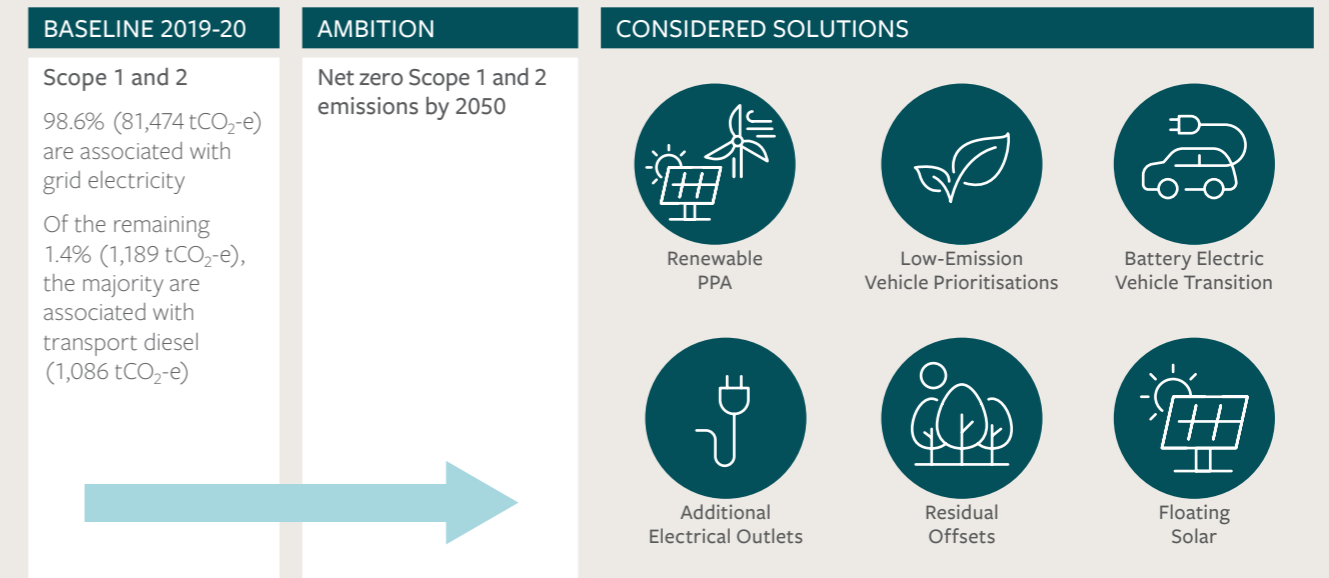 BASELINE 2019-20
Scope 1 and 2
98.6% (81,474 tCO₂-e)
are associated with
grid electricity
Of the remaining
1.4% (1,189 tCO₂-e),
the majority are
associated with
transport diesel
(1,086 tCO₂-e)
AMBITION
Net zero Scope 1 and 2
emissions by 2050
CONSIDERED SOLUTIONS
Renewable
PPA
Low-Emission
Vehicle Prioritisations
Battery Electric
Vehicle Transition
Additional
Electrical Outlets
Residual
Offsets
Floating
Solar